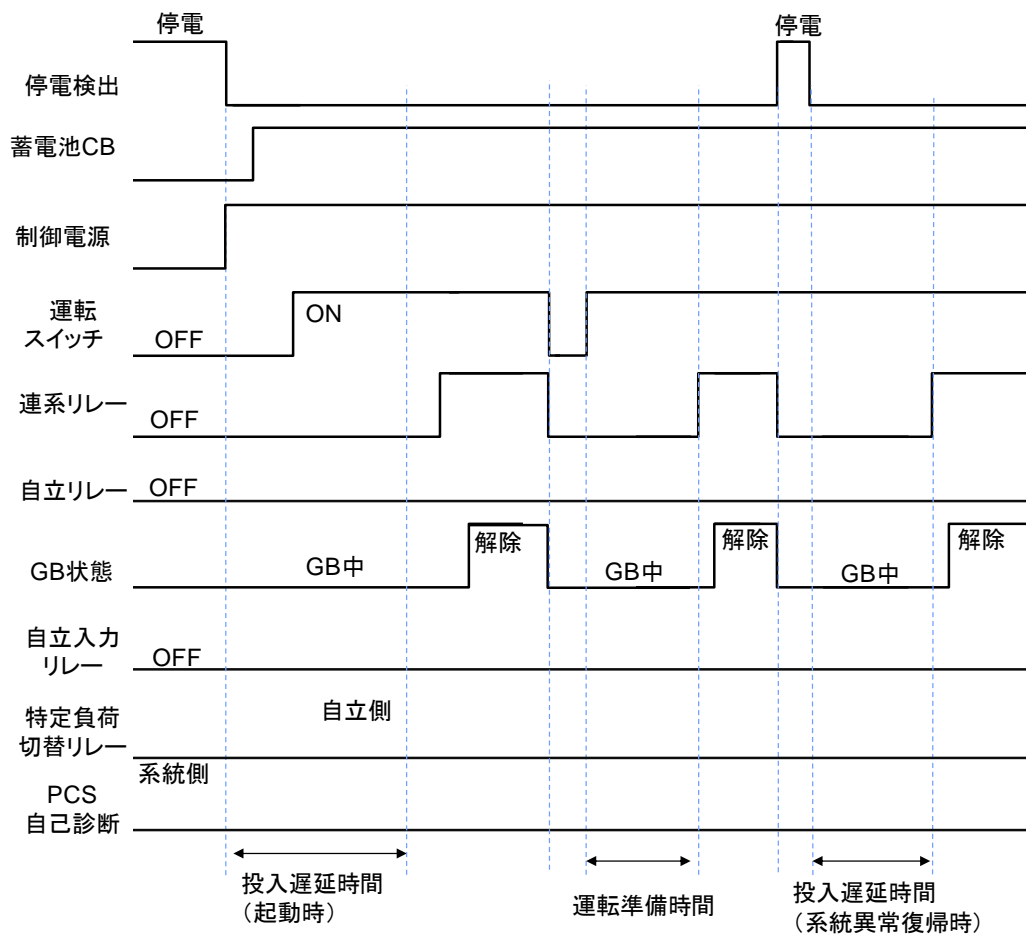 停電
停電
停電検出
蓄電池CB
制御電源
運転
スイッチ
ON
OFF
連系リレー
OFF
自立リレー
OFF
解除
解除
解除
GB状態
GB中
GB中
GB中
自立入力
リレー
OFF
自立側
特定負荷
切替リレー
系統側
PCS
自己診断
投入遅延時間
（起動時）
運転準備時間
投入遅延時間
（系統異常復帰時）